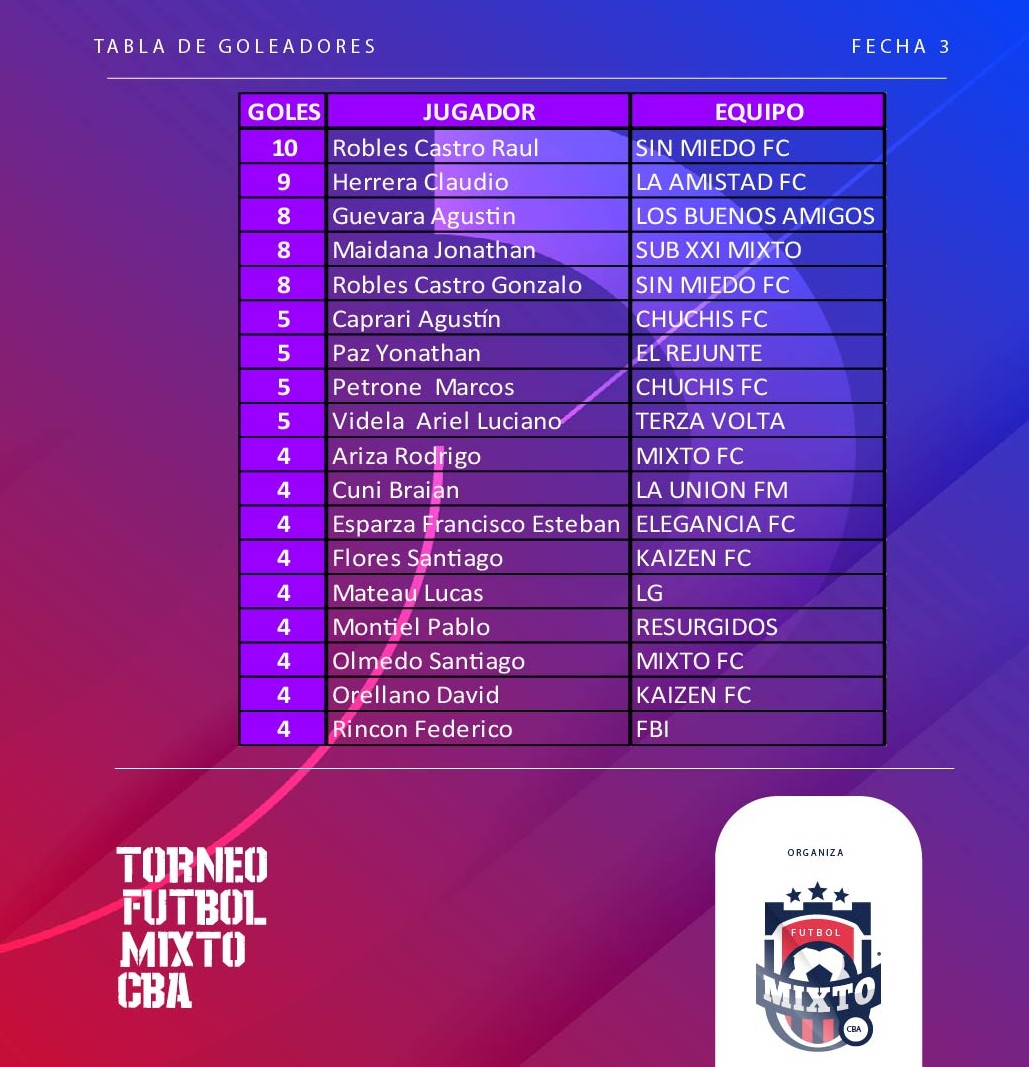 TABLA DE GOLEADORES FECHA 3
GOLES JUGADOR EQUIPO
10 Robles Castro Raul SIN MIEDO FC
9 Herrera Claudio LA AMISTAD FC
8 Guevara Agustin LOS BUENOS AMIGOS
8 Maidana Jonathan SUB XXI MIXTO
8 Robles Castro Gonzalo SIN MIEDO FC
5 Caprari Agustín CHUCHIS FC
5 Paz Yonathan EL REJUNTE
5 Petrone  Marcos CHUCHIS FC
5 Videla  Ariel Luciano TERZA VOLTA
4 Ariza Rodrigo MIXTO FC
4 Cuni Braian LA UNION FM
4 Esparza Francisco Esteban ELEGANCIA FC
4 Flores Santiago KAIZEN FC
4 Mateau Lucas LG
4 Montiel Pablo RESURGIDOS
4 Olmedo Santiago MIXTO FC
4 Orellano David KAIZEN FC
4 Rincon Federico FBI
TORNEO
FUTBOL
MIXTO
CBA
ORGANIZA
FUTBOL
MIXTO
CBA